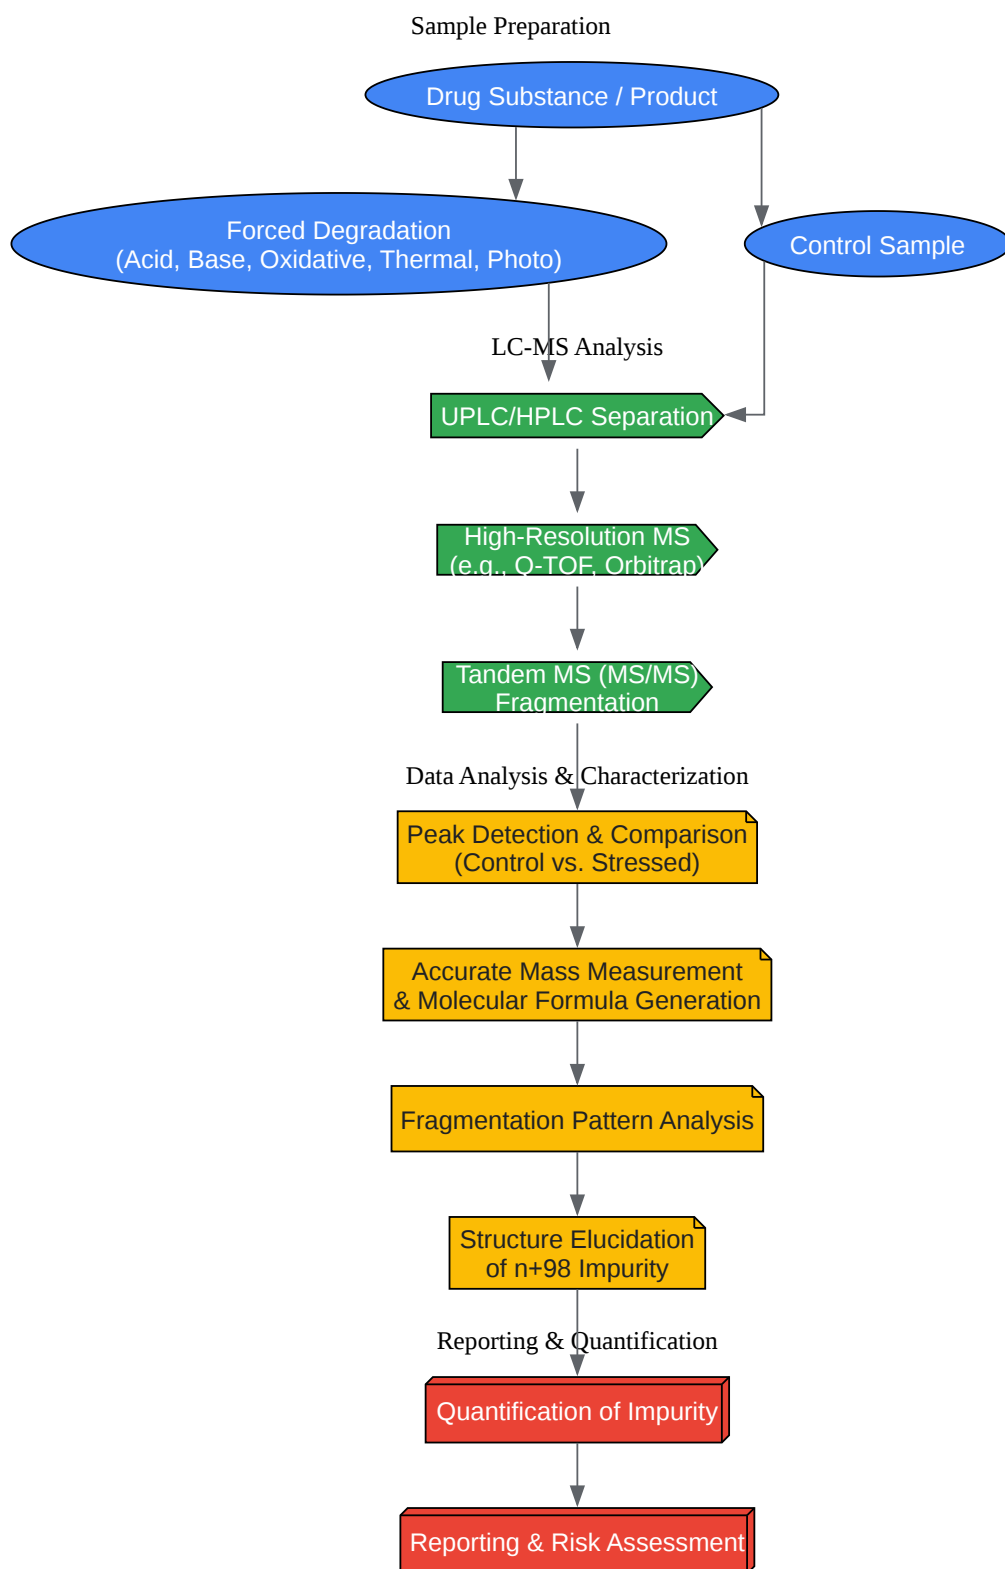 Sample Preparation
Drug Substance / Product
Forced Degradation
(Acid, Base, Oxidative, Thermal, Photo)
Control Sample
LC-MS Analysis
UPLC/HPLC Separation
High-Resolution MS
(e.g., Q-TOF, Orbitrap)
Tandem MS (MS/MS)
Fragmentation
Data Analysis & Characterization
Peak Detection & Comparison
(Control vs. Stressed)
Accurate Mass Measurement
& Molecular Formula Generation
Fragmentation Pattern Analysis
Structure Elucidation
of n+98 Impurity
Reporting & Quantification
Quantification of Impurity
Reporting & Risk Assessment